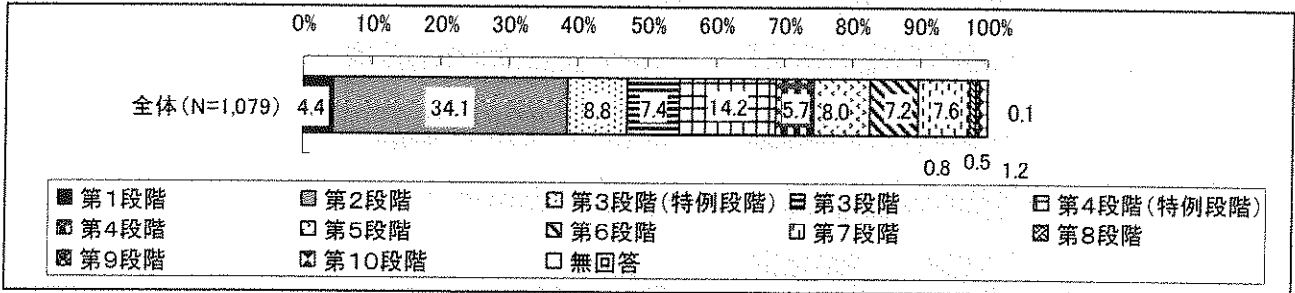 0% 10% 20% 30% 40% 50% 60% 70% 80% 90% 100%
全体(N=1,079) 4.4 34.1 8.8 7.4 14.2 5.7 8.0 7.2 7.6 0.1
0.8 0.5 1.2
第1段階 第2段階 第3段階(特例段階) 第3段階 第4段階(特例段階)
第4段階 第5段階 第6段階 第7段階 第8段階
第9段階 第10段階 無回答